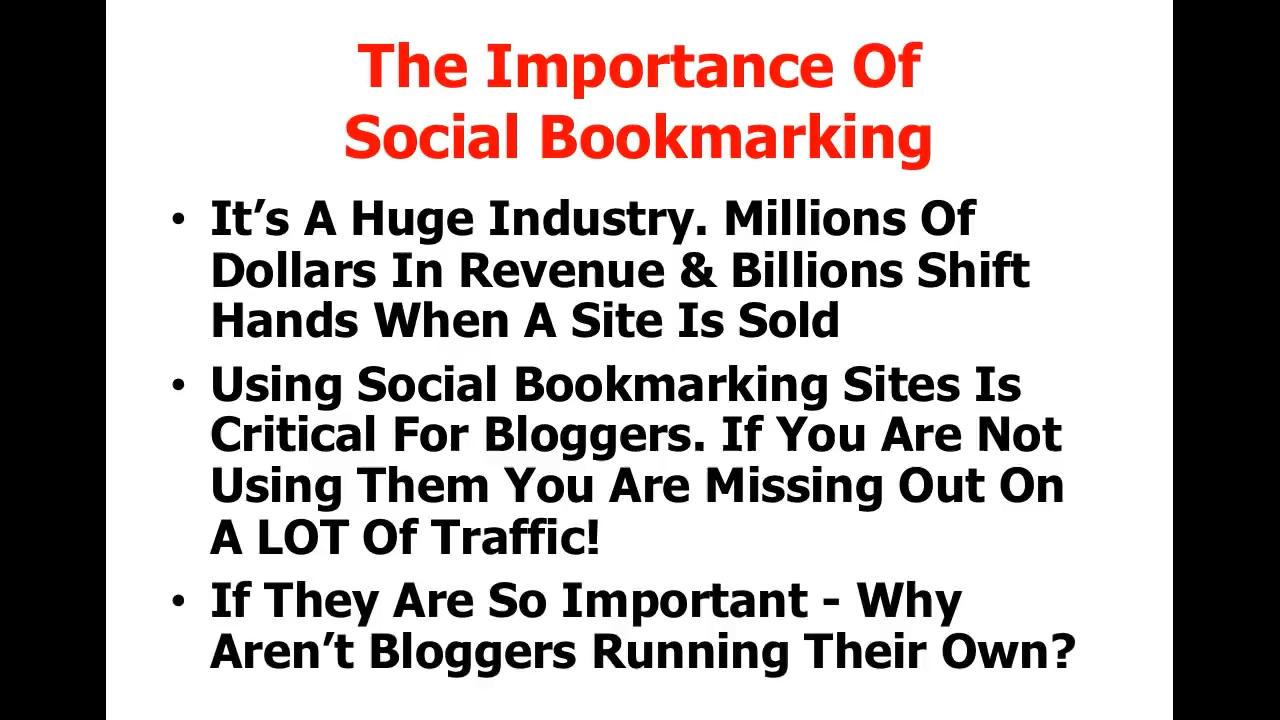 The Importance Of
Social Bookmarking
• It’s A Huge Industry. Millions Of
Dollars In Revenue & Billions Shift
Hands When A Site Is Sold
• Using Social Bookmarking Sites Is
Critical For Bloggers. If You Are Not
Using Them You Are Missing Out On
A LOT Of Traffic!
• If They Are So Important - Why
Aren’t Bloggers Running Their Own?